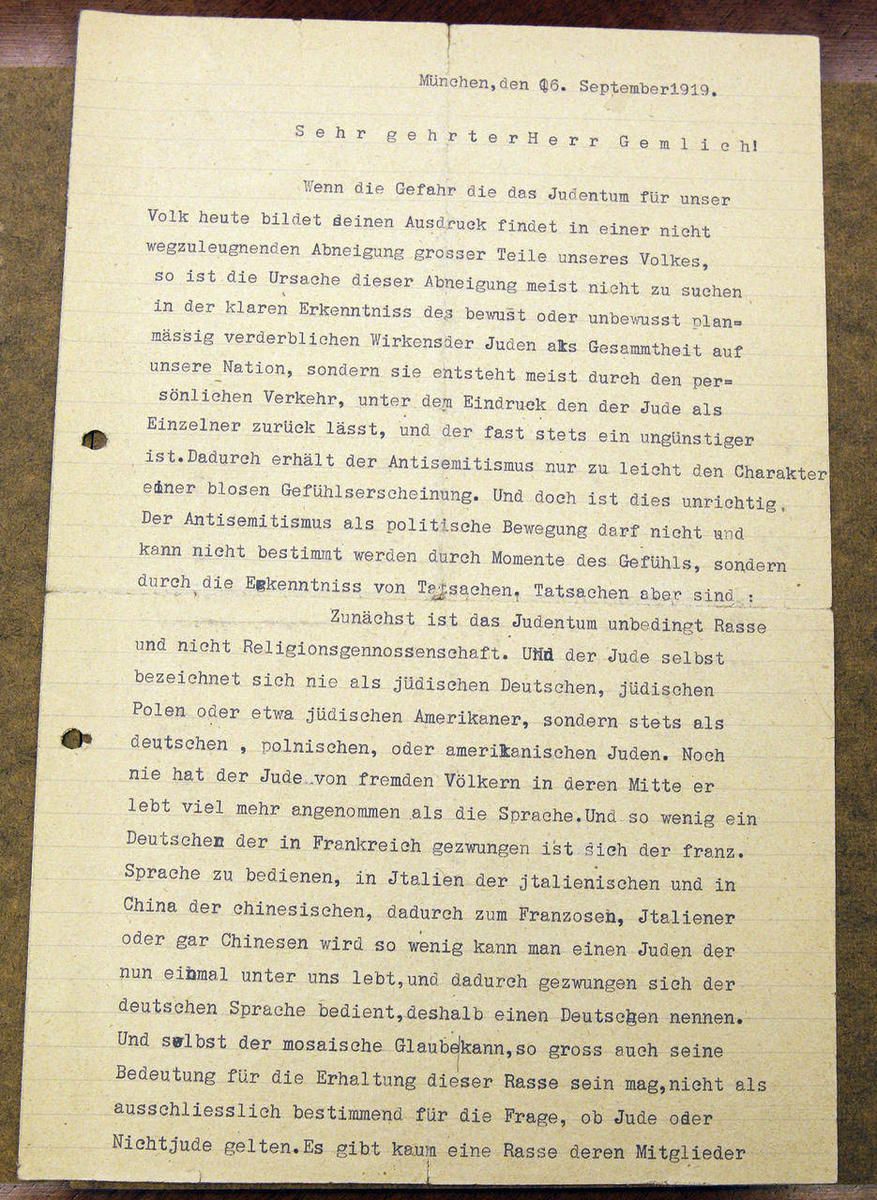 München,den 16. September1919.
S e h r  g e h r t e r H e r r  G e m l i c h!
Wenn die Gefahr die das Judentum für unser
Volk heute bildet seinen Ausdruck findet in einer nicht
wegzuleugnenden Abneigung grosser Teile unseres Volkes,
so ist die Ursache dieser Abneigung meist nicht zu suchen
in der klaren Erkenntniss des bewust oder unbewusst plan=
mässig verderblichen Wirkensder Juden als Gesammtheit auf
unsere Nation, sondern sie entsteht meist durch den per=
sönlichen Verkehr, unter dem Eindruck den der Jude als
Einzelner zurück lässt, und der fast stets ein ungünstiger
ist.Dadurch erhält der Antisemitismus nur zu leicht den Charakter
einer blosen Gefühlserscheinung. Und doch ist dies unrichtig.
Der Antisemitismus als politische Bewegung darf nicht und
kann nicht bestimmt werden durch Momente des Gefühls, sondern
durch die Erkenntniss von Tatsachen. Tatsachen aber sind :
Zunächst ist das Judentum unbedingt Rasse
und nicht Religionsgennossenschaft. Und der Jude selbst
bezeichnet sich nie als jüdischen Deutschen, jüdischen
Polen oder etwa jüdischen Amerikaner, sondern stets als
deutschen , polnischen, oder amerikanischen Juden. Noch
nie hat der Jude von fremden Völkern in deren Mitte er
lebt viel mehr angenommen als die Sprache.Und so wenig ein
Deutscher der in Frankreich gezwungen ist sich der franz.
Sprache zu bedienen, in Jtalien der jtalienischen und in
China der chinesischen, dadurch zum Franzosen, Jtaliener
oder gar Chinesen wird so wenig kann man einen Juden der
nun einmal unter uns lebt,und dadurch gezwungen sich der
deutschen Sprache bedient,deshalb einen Deutschen nennen.
Und selbst der mosaische Glaube kann,so gross auch seine
Bedeutung für die Erhaltung dieser Rasse sein mag,nicht als
ausschliesslich bestimmend für die Frage, ob Jude oder
Nichtjude gelten.Es gibt kaum eine Rasse deren Mitglieder